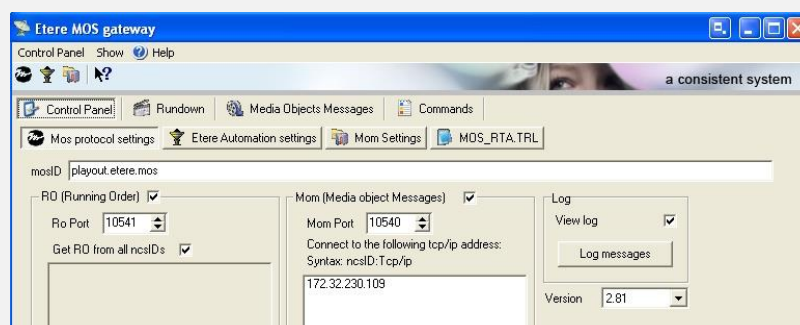 Etere MOS gateway
Control Panel Show Help
a consistent system
Control Panel Rundown Media Objects Messages Commands
Mos protocol settings Etere Automation settings Mom Settings MOS_RTA.TRL
mosID playout.etere.mos
RO (Running Order) Mom (Media object Messages) Log
Ro Port 10541 Mom Port 10540 View log
Get RO from all ncsIDs Connect to the following tcp/ip address: Log messages
Syntax: ncsID:Tcp/ip
172.32.230.109
Version 2.81